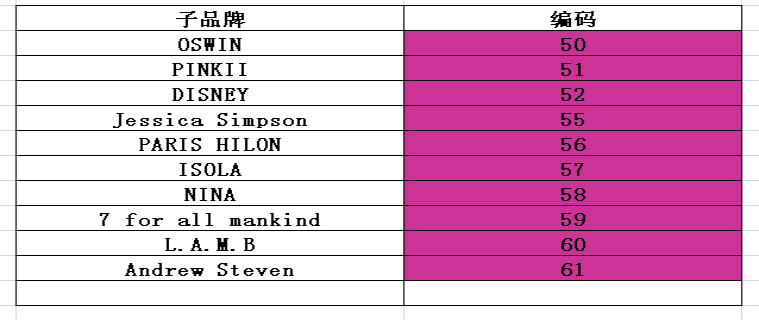 子品牌 编码
OSWIN 50
PINKII 51
DISNEY 52
Jessica Simpson 55
PARIS HILON 56
ISOLA 57
NINA 58
7 for all mankind 59
L.A.M.B 60
Andrew Steven 61